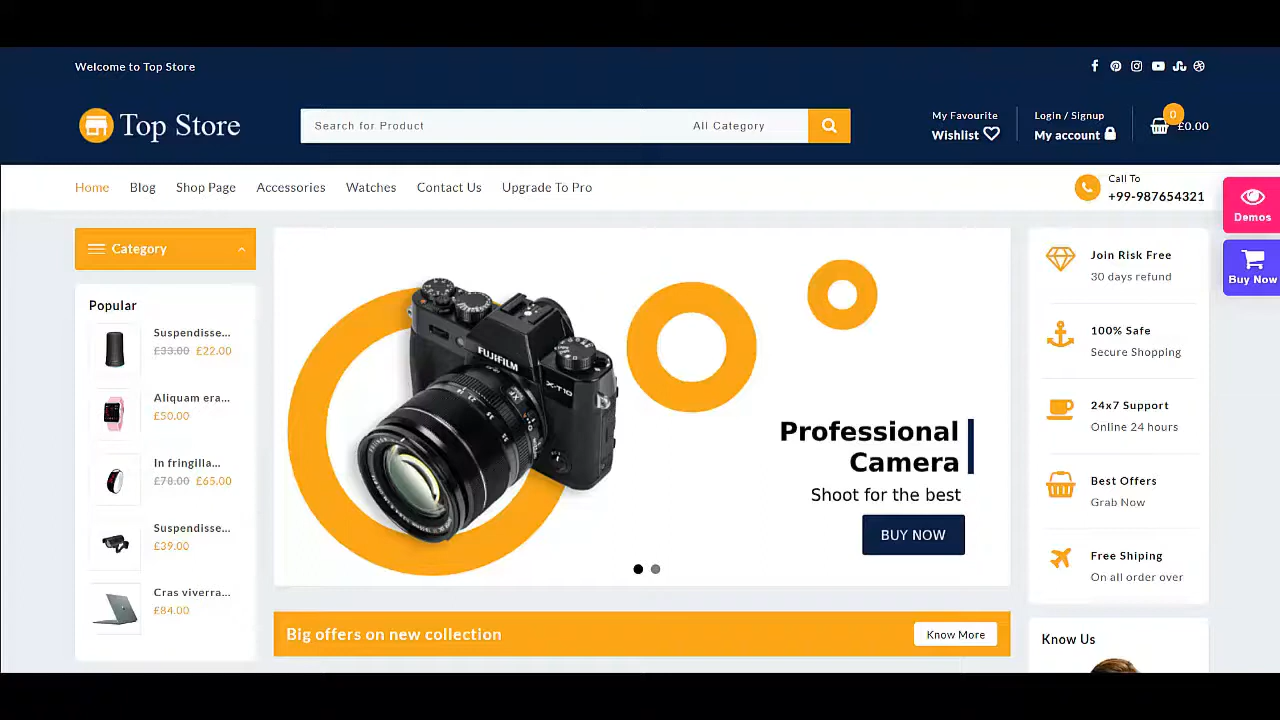 Welcome to Top Store
Top Store
Search for Product
All Category
My Favourite
Wishlist
Login / Signup
My account
0
£0.00
Home
Blog
Shop Page
Accessories
Watches
Contact Us
Upgrade To Pro
Call To
+99-987654321
Demos
Buy Now
Category
Popular
Suspendisse...
£33.00 £22.00
Aliquam era...
£50.00
In fringilla...
£78.00 £65.00
Suspendisse...
£39.00
Cras viverra...
£84.00
FUJIFILM
X-T10
Professional
Camera
Shoot for the best
BUY NOW
Big offers on new collection
Know More
Join Risk Free
30 days refund
100% Safe
Secure Shopping
24x7 Support
Online 24 hours
Best Offers
Grab Now
Free Shiping
On all order over
Know Us